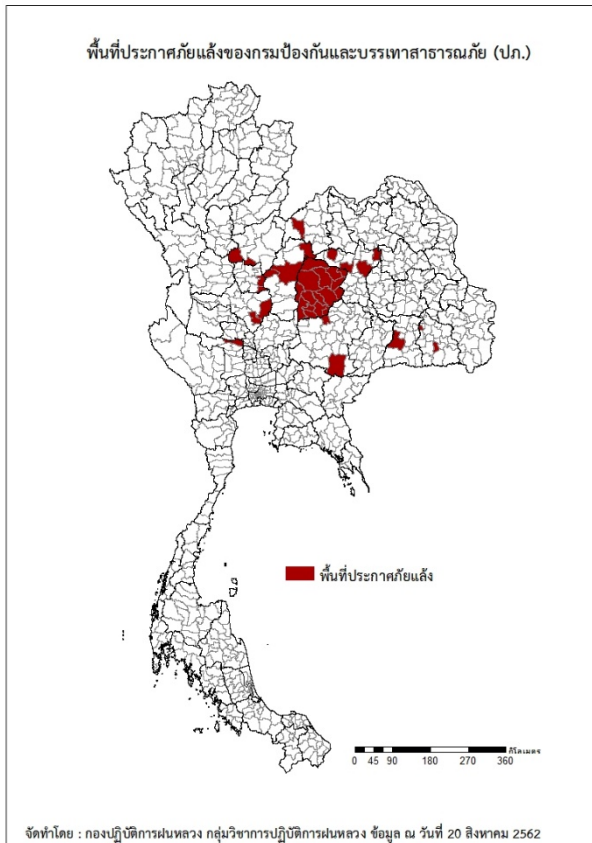 พื้นที่ประกาศภัยแล้งของกรมป้องกันและบรรเทาสาธารณภัย (ปภ.)
พื้นที่ประกาศภัยแล้ง
กิโลเมตร
0 45 90 180 270 360
จัดทำโดย : กองปฏิบัติการฝนหลวง กลุ่มวิชาการปฏิบัติการฝนหลวง ข้อมูล ณ วันที่ 20 สิงหาคม 2562